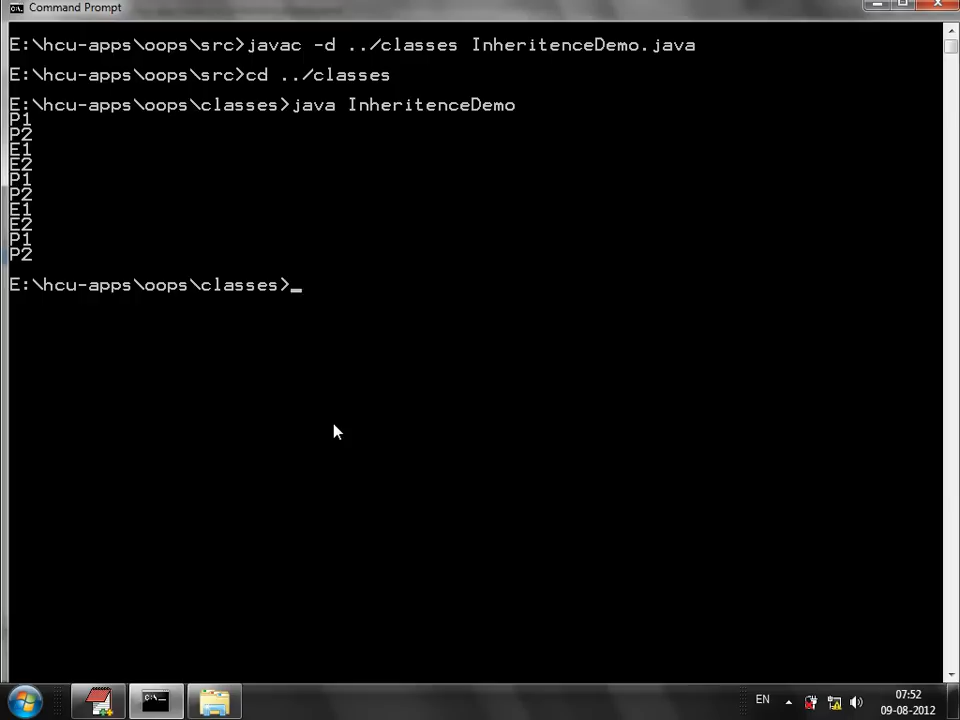 Command Prompt
E:\hcu-apps\oops\src>javac -d ../classes InheritenceDemo.java
E:\hcu-apps\oops\src>cd ../classes
E:\hcu-apps\oops\classes>java InheritenceDemo
P1
P2
E1
E2
P1
P2
E1
E2
P1
P2
E:\hcu-apps\oops\classes>_
EN
07:52
09-08-2012